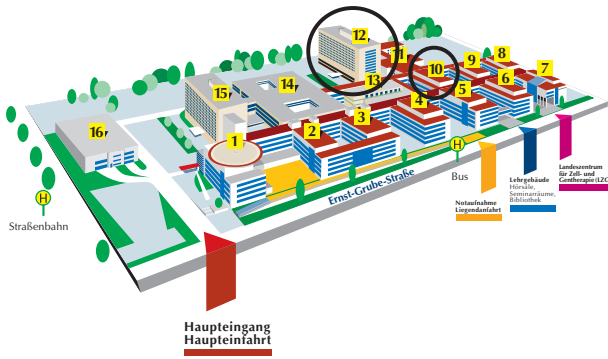 12
11
10
9
8
7
6
5
4
3
13
14
15
2
1
16
H
Straßenbahn
H
Bus
Ernst-Grube-Straße
Notaufnahme
Liegendanfahrt
Lehrgebäude
Hörsäle,
Seminarräume,
Bibliothek
Landeszentrum
für Zell- und
Gentherapie (LZG
Haupteingang
Haupteinfahrt